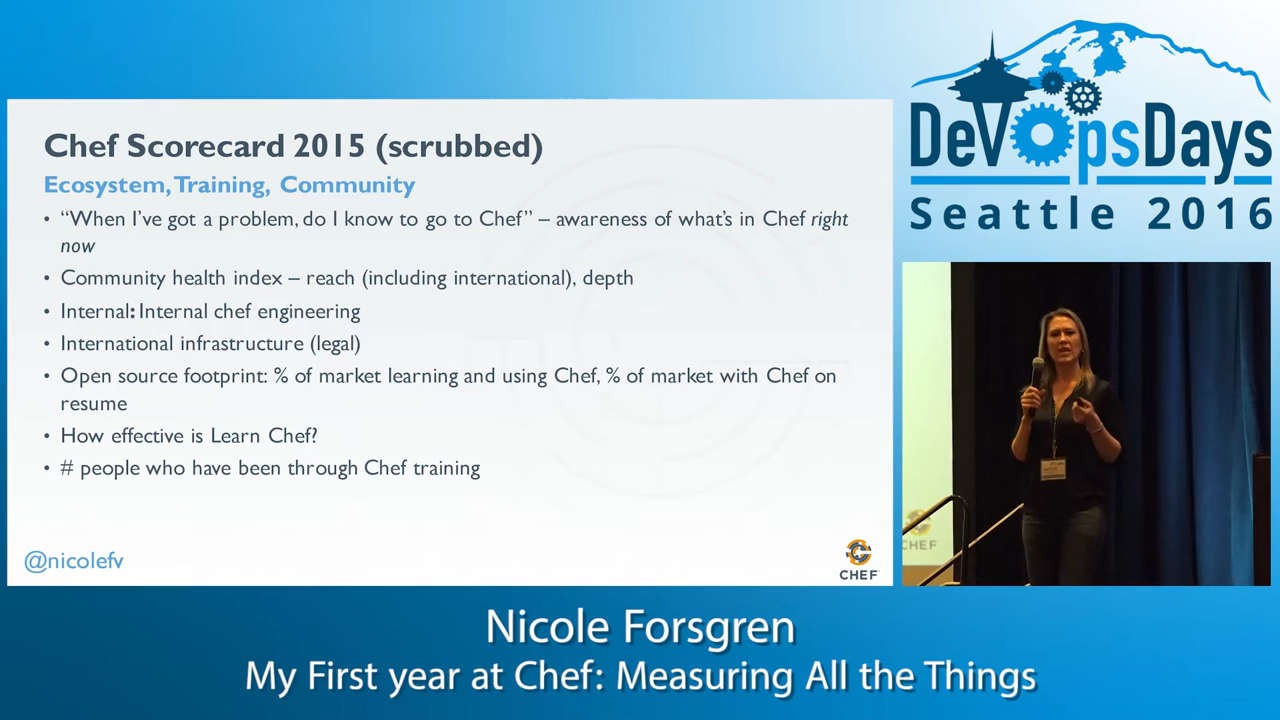 Chef Scorecard 2015 (scrubbed)
Ecosystem, Training, Community
• “When I’ve got a problem, do I know to go to Chef” – awareness of what’s in Chef right
now
• Community health index – reach (including international), depth
• Internal: Internal chef engineering
• International infrastructure (legal)
• Open source footprint: % of market learning and using Chef, % of market with Chef on
resume
• How effective is Learn Chef?
• # people who have been through Chef training
@nicolefv
CHEF
DevOpsDays
Seattle 2016
CHEF
Nicole Forsgren
My First year at Chef: Measuring All the Things